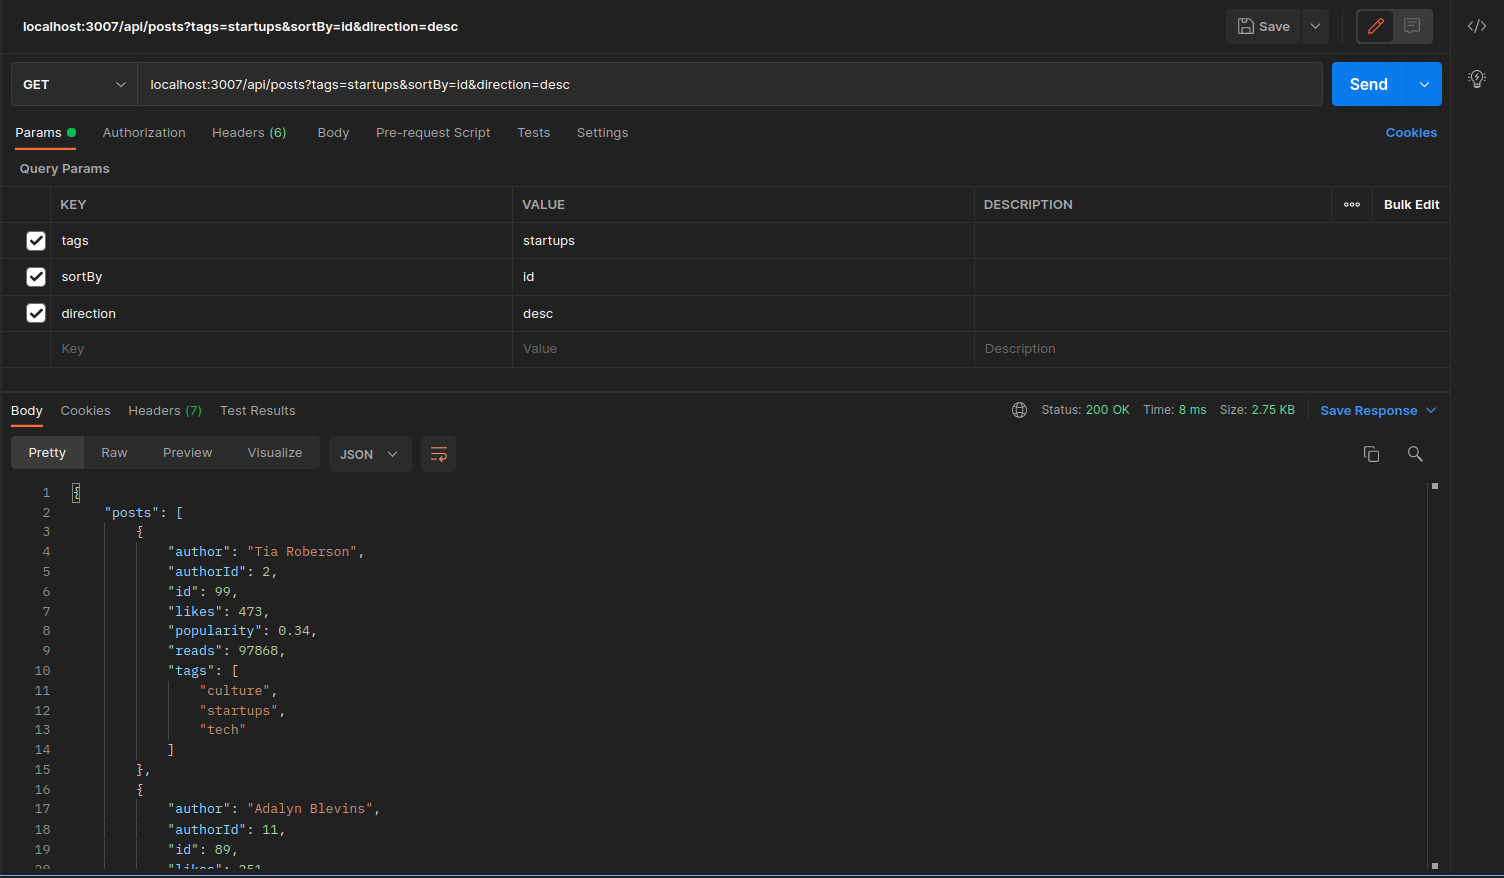 localhost:3007/api/posts?tags=startups&sortBy=id&direction=desc
Save
GET
localhost:3007/api/posts?tags=startups&sortBy=id&direction=desc
Send
Params Authorization Headers (6) Body Pre-request Script Tests Settings Cookies
Query Params
KEY VALUE DESCRIPTION Bulk Edit
tags startups
sortBy id
direction desc
Key Value Description
Body Cookies Headers (7) Test Results Status: 200 OK Time: 8 ms Size: 2.75 KB Save Response
Pretty Raw Preview Visualize JSON
1 {
2 "posts": [
3 {
4 "author": "Tia Roberson",
5 "authorId": 2,
6 "id": 99,
7 "likes": 473,
8 "popularity": 0.34,
9 "reads": 97868,
10 "tags": [
11 "culture",
12 "startups",
13 "tech"
14 ]
15 },
16 {
17 "author": "Adalyn Blevins",
18 "authorId": 11,
19 "id": 89,
20 "likes": 251,